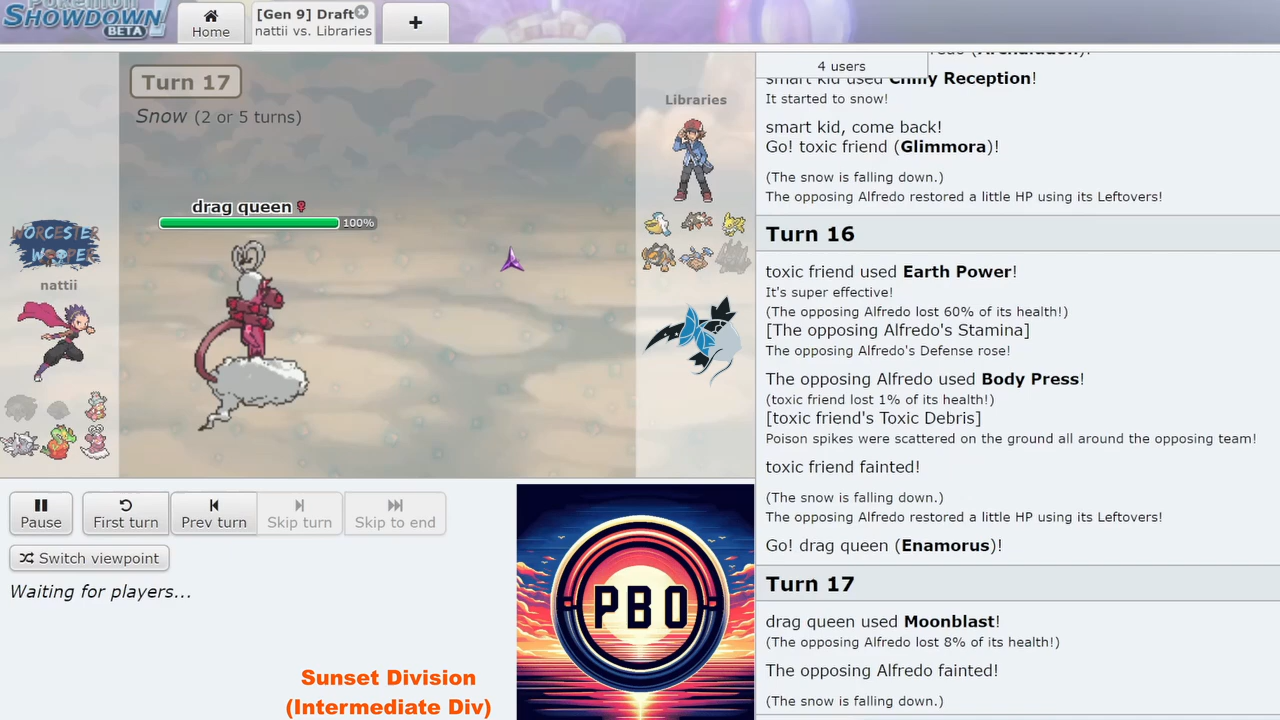 Pokémon
SHOWDOWN
BETA
Home
[Gen 9] Draft
nattii vs. Libraries
+
4 users
Turn 17
Snow (2 or 5 turns)
drag queen
100%
WORCESTER
WOOPER
nattii
Libraries
Pause
First turn
Prev turn
Skip turn
Skip to end
Switch viewpoint
Waiting for players...
PBO
Sunset Division
(Intermediate Div)
smart kid used Chilly Reception!
It started to snow!
smart kid, come back!
Go! toxic friend (Glimmora)!
(The snow is falling down.)
The opposing Alfredo restored a little HP using its Leftovers!
Turn 16
toxic friend used Earth Power!
It's super effective!
(The opposing Alfredo lost 60% of its health!)
[The opposing Alfredo's Stamina]
The opposing Alfredo's Defense rose!
The opposing Alfredo used Body Press!
(toxic friend lost 1% of its health!)
[toxic friend's Toxic Debris]
Poison spikes were scattered on the ground all around the opposing team!
toxic friend fainted!
(The snow is falling down.)
The opposing Alfredo restored a little HP using its Leftovers!
Go! drag queen (Enamorus)!
Turn 17
drag queen used Moonblast!
(The opposing Alfredo lost 8% of its health!)
The opposing Alfredo fainted!
(The snow is falling down.)